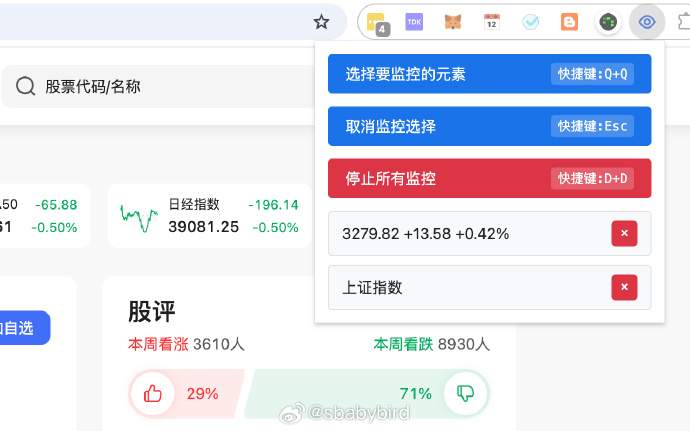 4
TDK
12
股票代码/名称
选择要监控的元素 快捷键:Q+Q
取消监控选择 快捷键:Esc
停止所有监控 快捷键:D+D
3279.82 +13.58 +0.42% ×
上证指数 ×
.50 -65.88
61 -0.50%
日经指数 -196.14
39081.25 -0.50%
自选
股评
本周看涨 3610人 本周看跌 8930人
29% 71%
@sbabybird